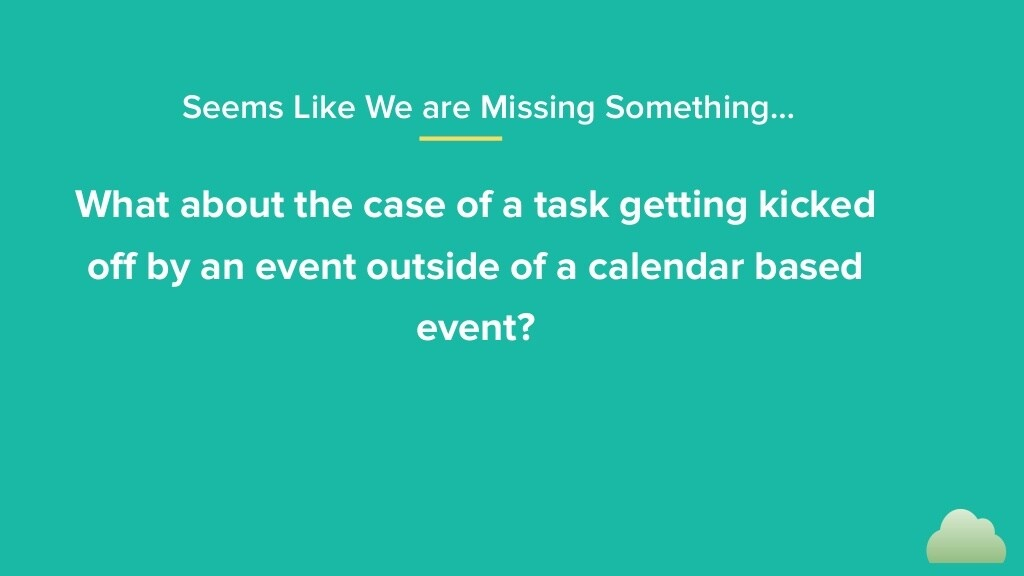 Seems Like We are Missing Something...
What about the case of a task getting kicked
off by an event outside of a calendar based
event?